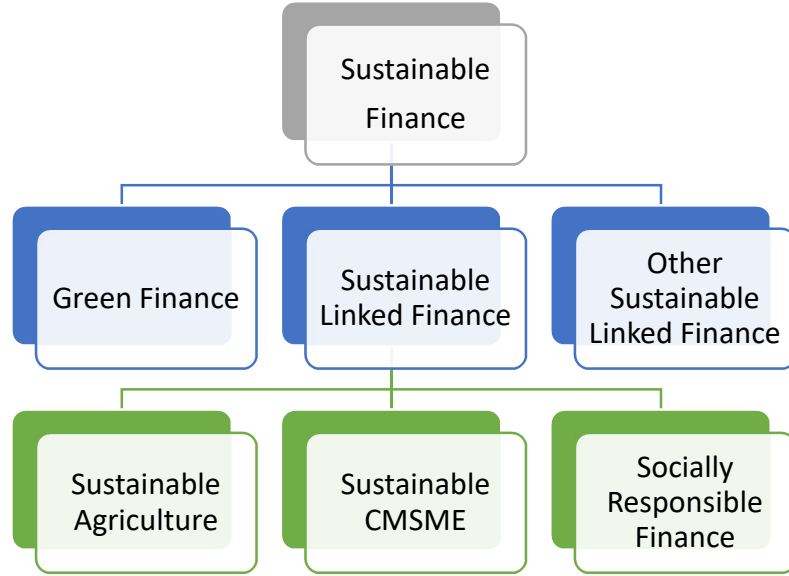 Sustainable
Finance
Green Finance
Sustainable
Linked Finance
Other
Sustainable
Linked Finance
Sustainable
Agriculture
Sustainable
CMSME
Socially
Responsible
Finance